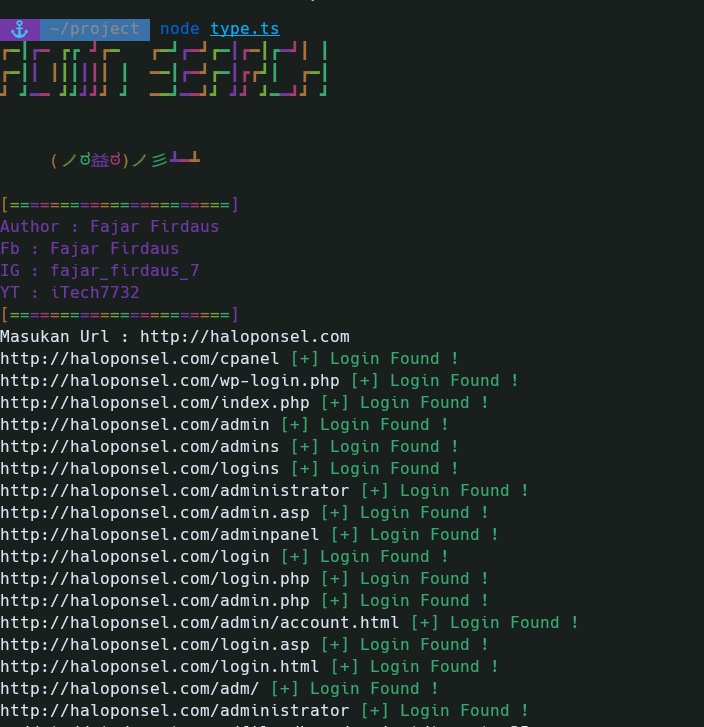 ~/project node type.ts
(ノಠ益ಠ)ノ彡┻━┻
[======================]
Author : Fajar Firdaus
Fb : Fajar Firdaus
IG : fajar_firdaus_7
YT : iTech7732
[======================]
Masukan Url : http://haloponsel.com
http://haloponsel.com/cpanel [+] Login Found !
http://haloponsel.com/wp-login.php [+] Login Found !
http://haloponsel.com/index.php [+] Login Found !
http://haloponsel.com/admin [+] Login Found !
http://haloponsel.com/admins [+] Login Found !
http://haloponsel.com/logins [+] Login Found !
http://haloponsel.com/administrator [+] Login Found !
http://haloponsel.com/admin.asp [+] Login Found !
http://haloponsel.com/adminpanel [+] Login Found !
http://haloponsel.com/login [+] Login Found !
http://haloponsel.com/login.php [+] Login Found !
http://haloponsel.com/admin.php [+] Login Found !
http://haloponsel.com/admin/account.html [+] Login Found !
http://haloponsel.com/login.asp [+] Login Found !
http://haloponsel.com/login.html [+] Login Found !
http://haloponsel.com/adm/ [+] Login Found !
http://haloponsel.com/administrator [+] Login Found !